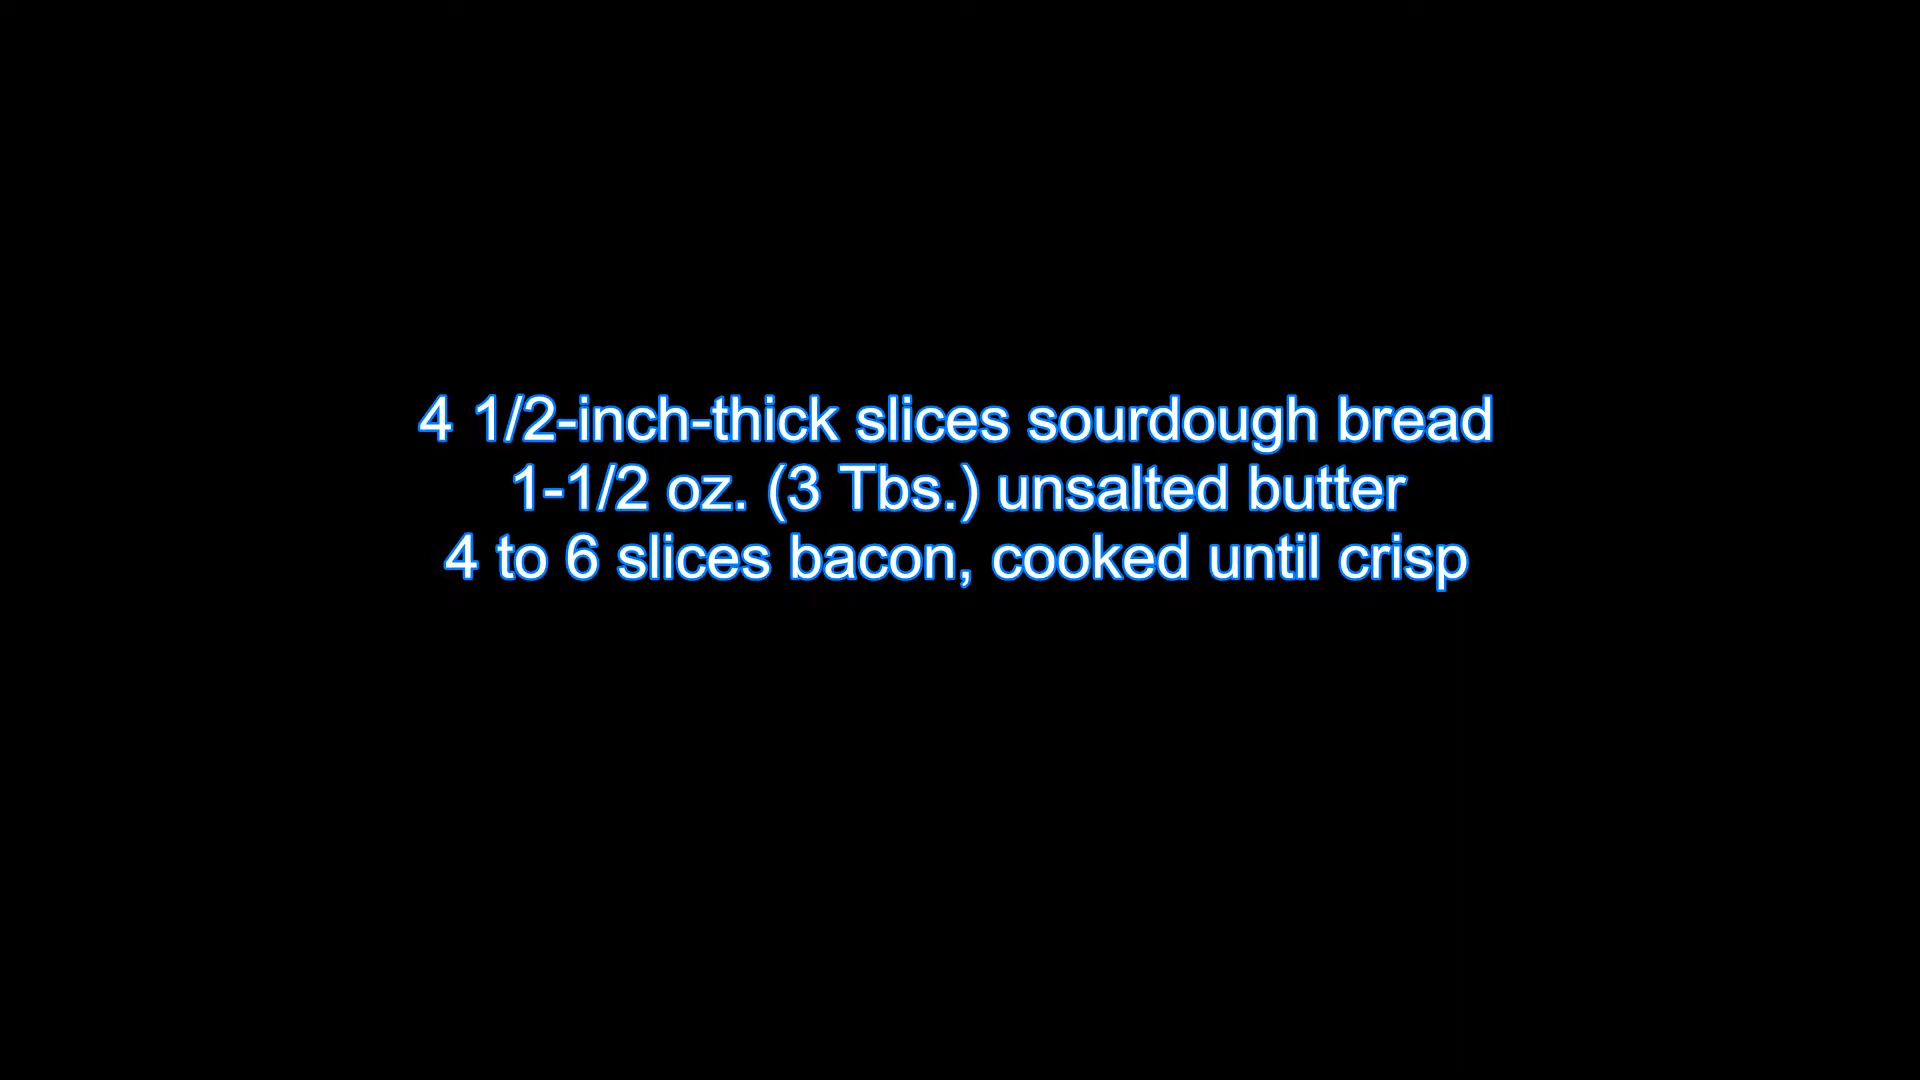 4 1/2-inch-thick slices sourdough bread
1-1/2 oz. (3 Tbs.) unsalted butter
4 to 6 slices bacon, cooked until crisp